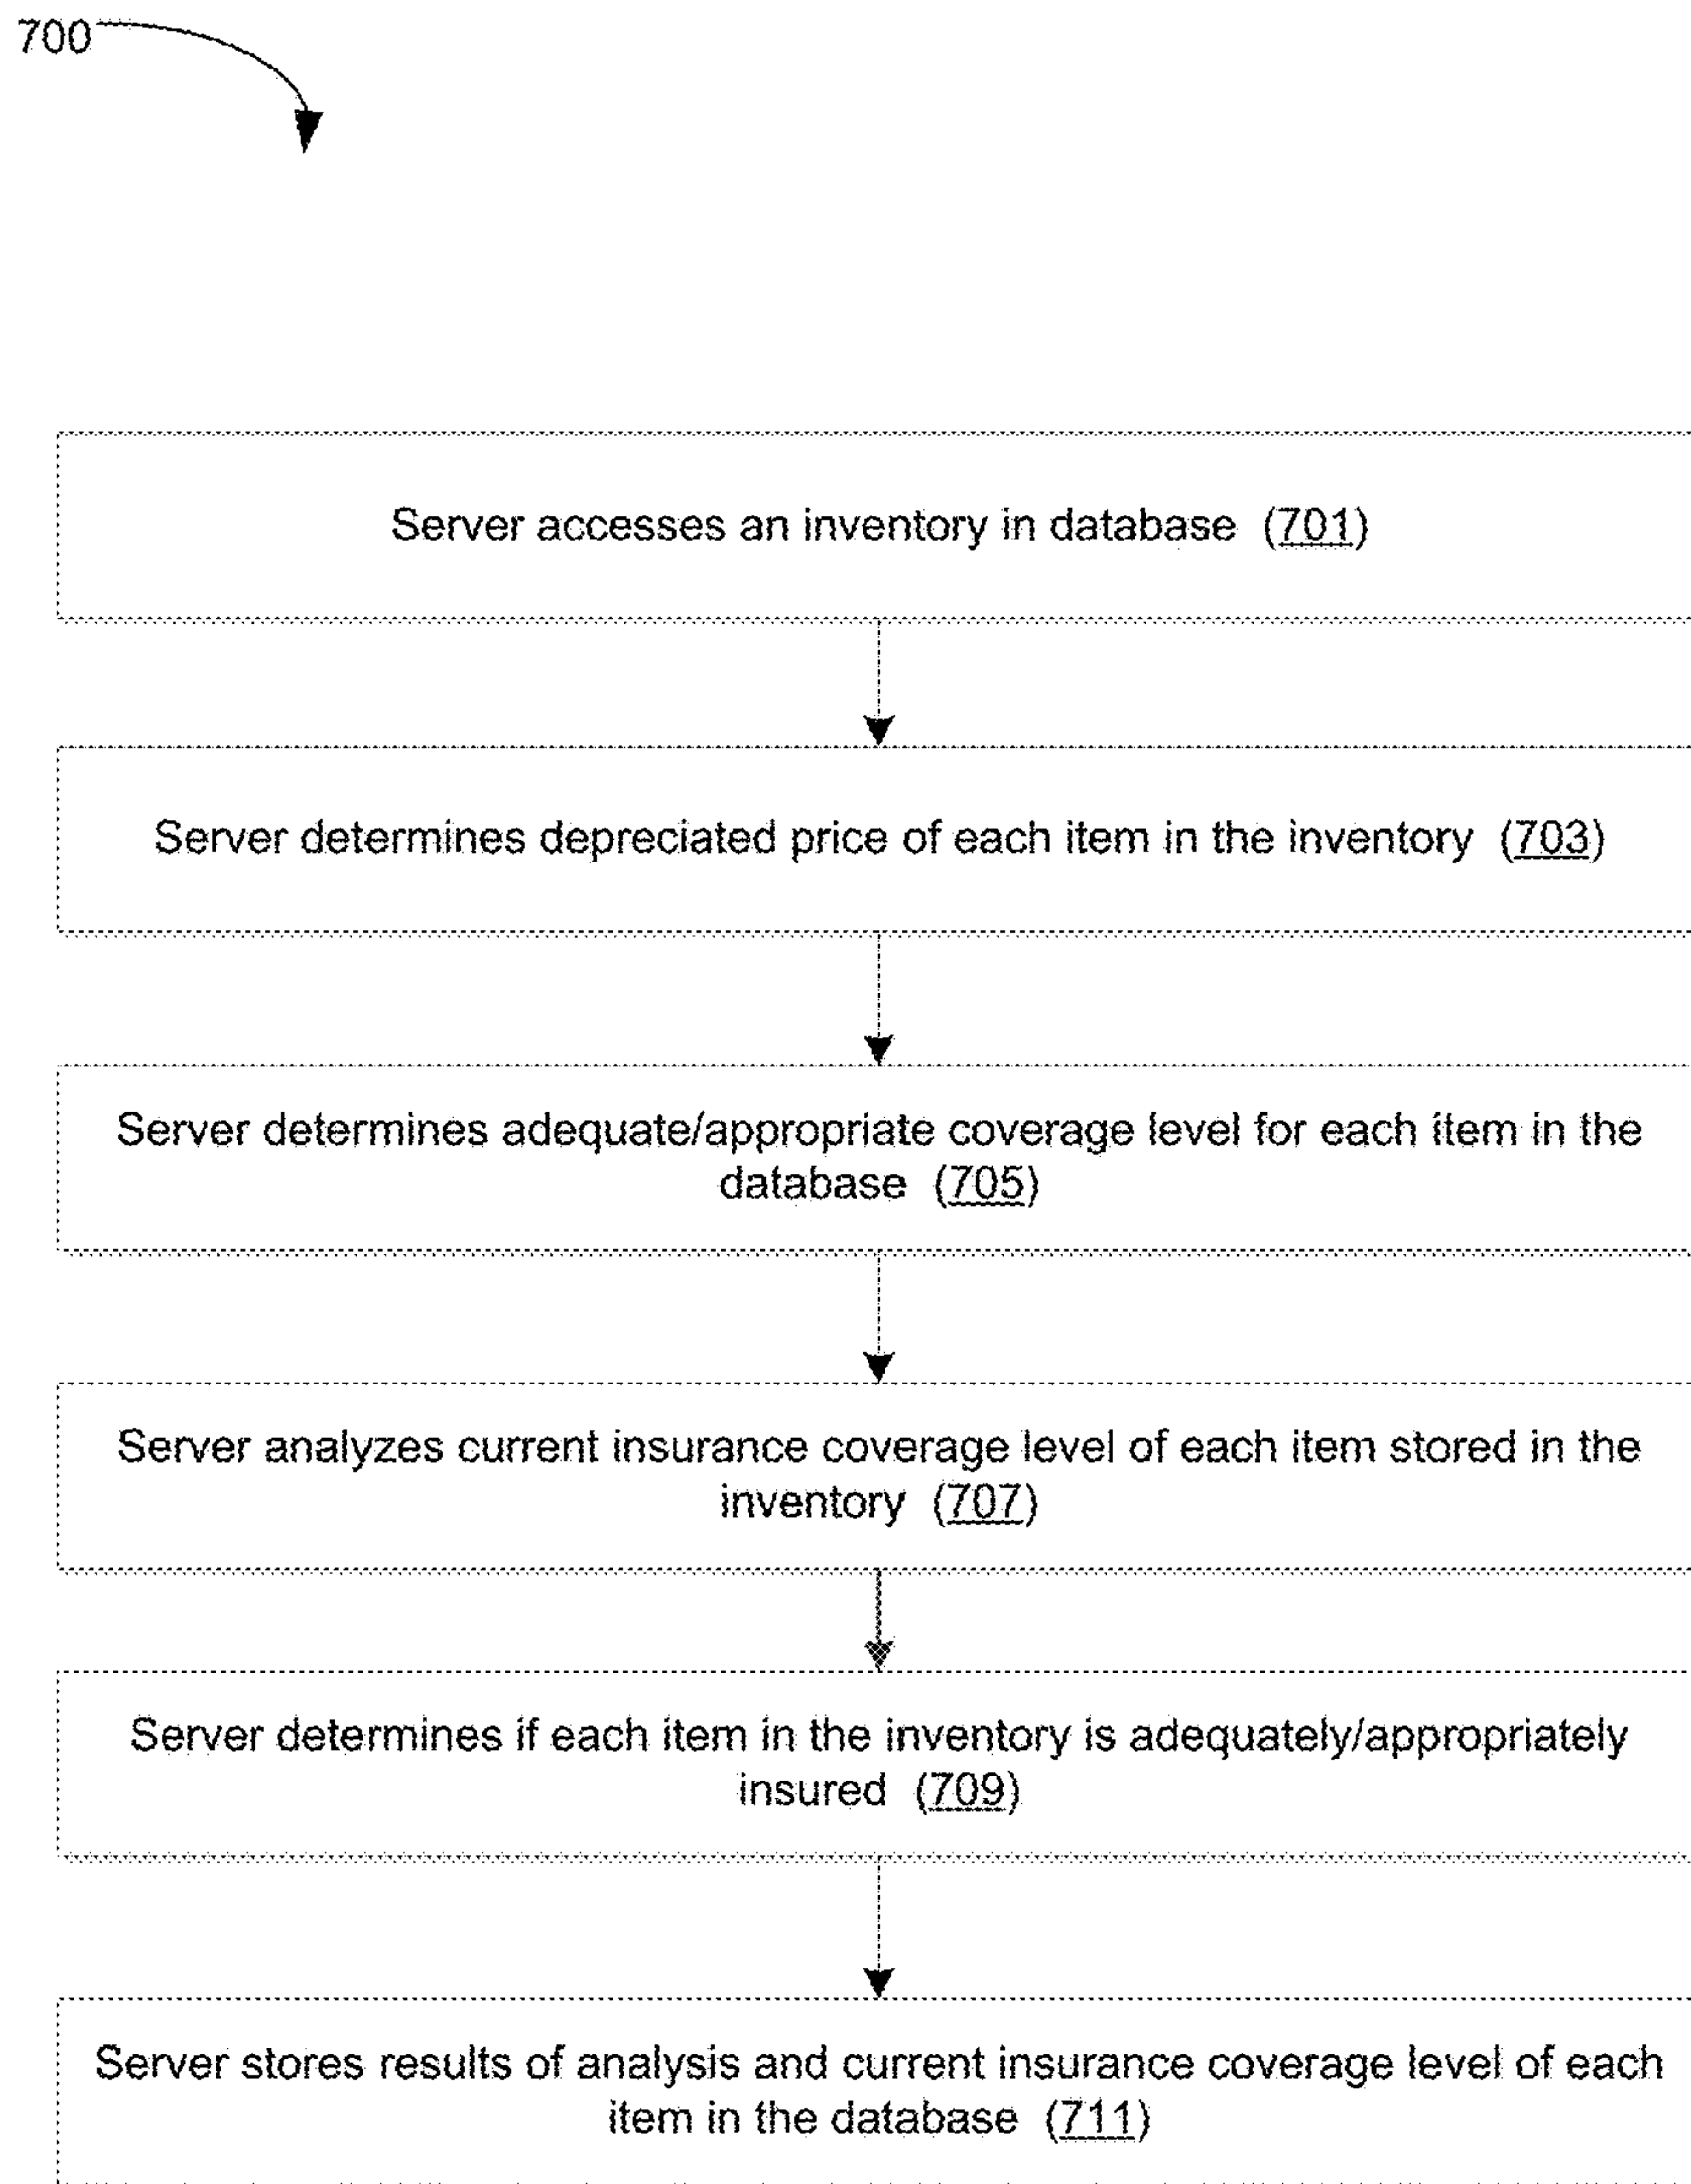 700
Server accesses an inventory in database (701)
Server determines depreciated price of each item in the inventory (703)
Server determines adequate/appropriate coverage level for each item in the
database (705)
Server analyzes current insurance coverage level of each item stored in the
inventory (707)
Server determines if each item in the inventory is adequately/appropriately
insured (709)
Server stores results of analysis and current insurance coverage level of each
item in the database (711)